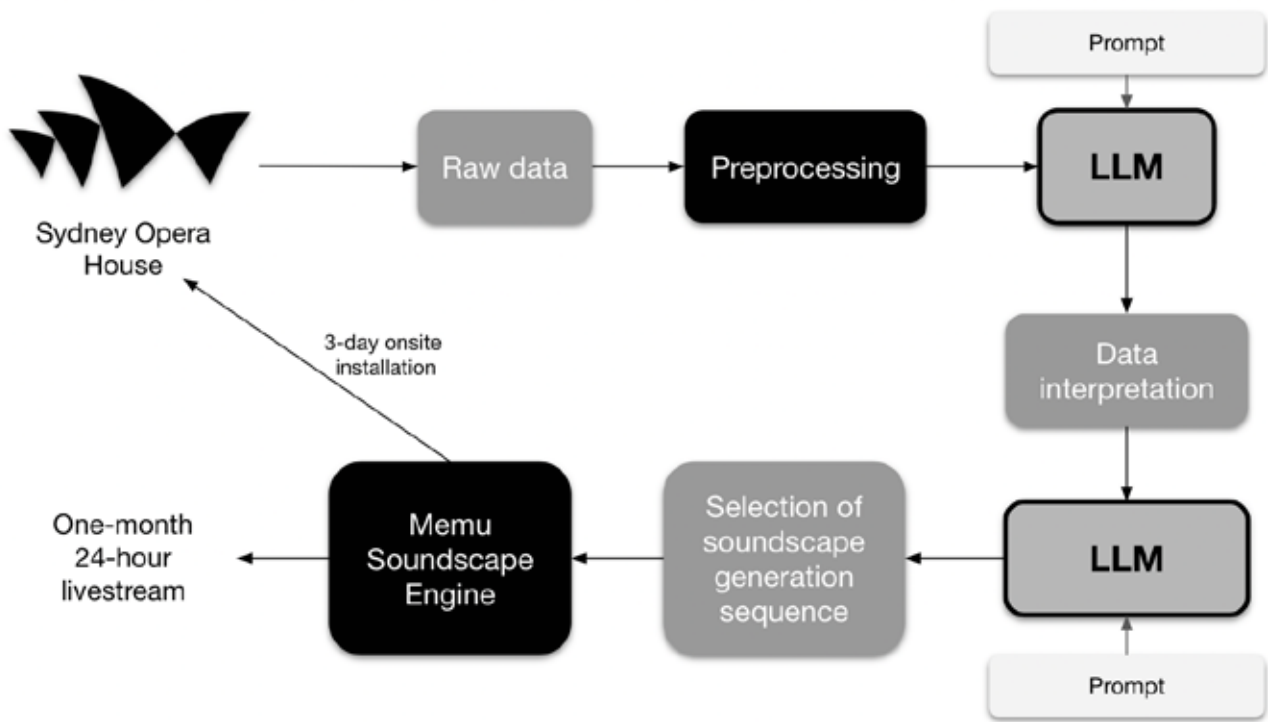 Prompt
Raw data
Preprocessing
LLM
Sydney Opera
House
3-day onsite
installation
Data
interpretation
One-month
24-hour
livestream
Memu
Soundscape
Engine
Selection of
soundscape
generation
sequence
LLM
Prompt